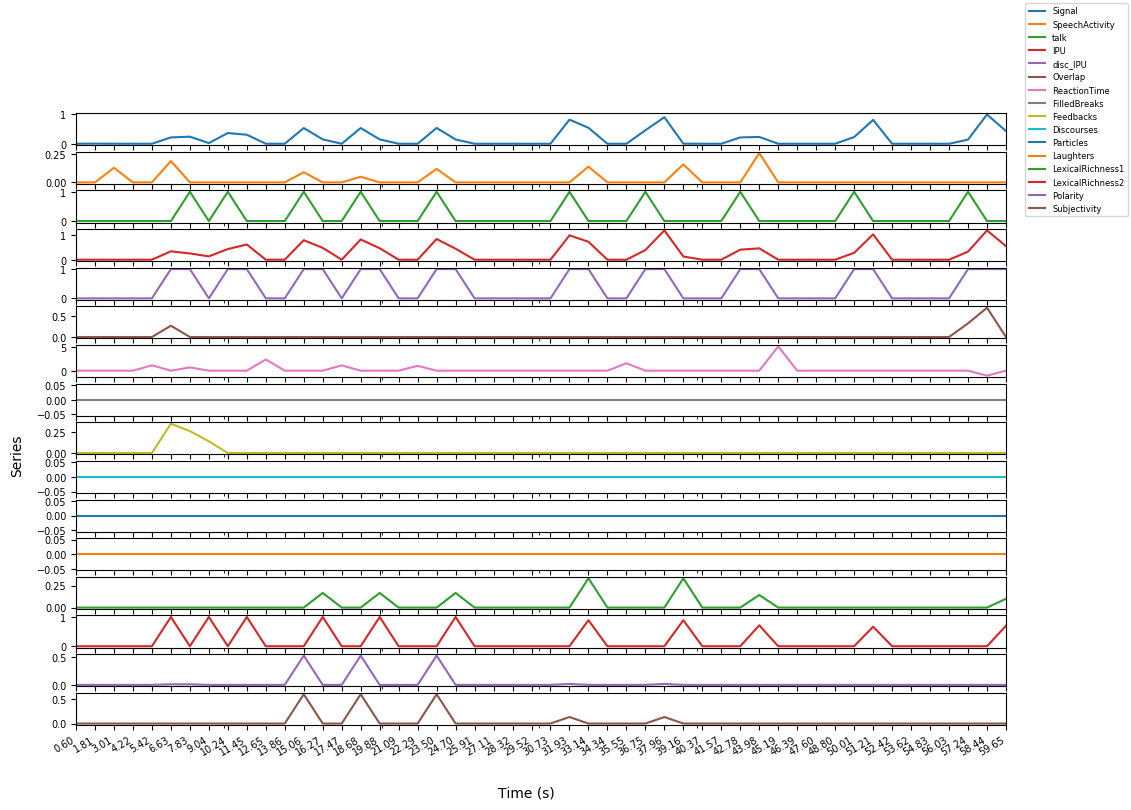 Signal
SpeechActivity
talk
IPU
disc_IPU
Overlap
ReactionTime
FilledBreaks
Feedbacks
Discourses
Particles
Laughters
LexicalRichness1
LexicalRichness2
Polarity
Subjectivity
1
0
0.25
0.00
1
0
1
0
1
0
0.5
0.0
5
0
0.05
0.00
−0.05
0.25
0.00
0.05
0.00
−0.05
0.05
0.00
−0.05
0.05
0.00
−0.05
0.25
0.00
1
0
0.5
0.0
0.5
0.0
Series
0.60 1.81 3.01 4.22 5.42 6.63 7.83 9.04 10.24 11.45 12.65 13.86 15.06 16.27 17.47 18.68 19.88 21.09 22.29 23.50 24.70 25.91 27.11 28.32 29.52 30.73 31.93 33.14 34.34 35.55 36.75 37.96 39.16 40.37 41.57 42.78 43.98 45.19 46.39 47.60 48.80 50.01 51.21 52.42 53.62 54.83 56.03 57.24 58.44 59.65
Time (s)